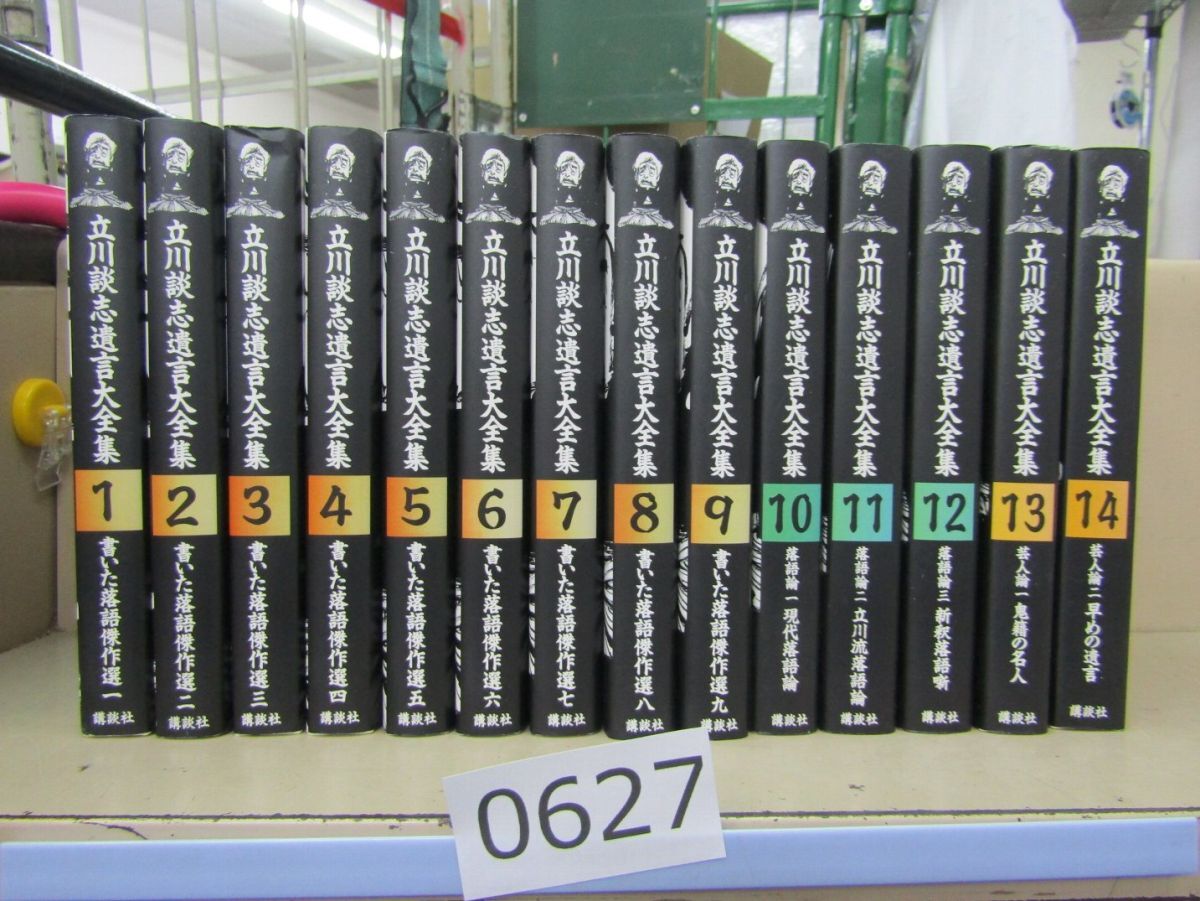 立川談志遺言大全集
1
書いた落語傑作選一
講談社
立川談志遺言大全集
2
書いた落語傑作選二
講談社
立川談志遺言大全集
3
書いた落語傑作選三
講談社
立川談志遺言大全集
4
書いた落語傑作選四
講談社
立川談志遺言大全集
5
書いた落語傑作選五
講談社
立川談志遺言大全集
6
書いた落語傑作選六
講談社
立川談志遺言大全集
7
書いた落語傑作選七
講談社
立川談志遺言大全集
8
書いた落語傑作選八
講談社
立川談志遺言大全集
9
書いた落語傑作選九
講談社
立川談志遺言大全集
10
落語論一 現代落語論
講談社
立川談志遺言大全集
11
落語論二 立川流落語論
講談社
立川談志遺言大全集
12
落語論三 新釈落語噺
講談社
立川談志遺言大全集
13
芸人論一 鬼籍の名人
講談社
立川談志遺言大全集
14
芸人論二 早めの遺言
講談社
0627